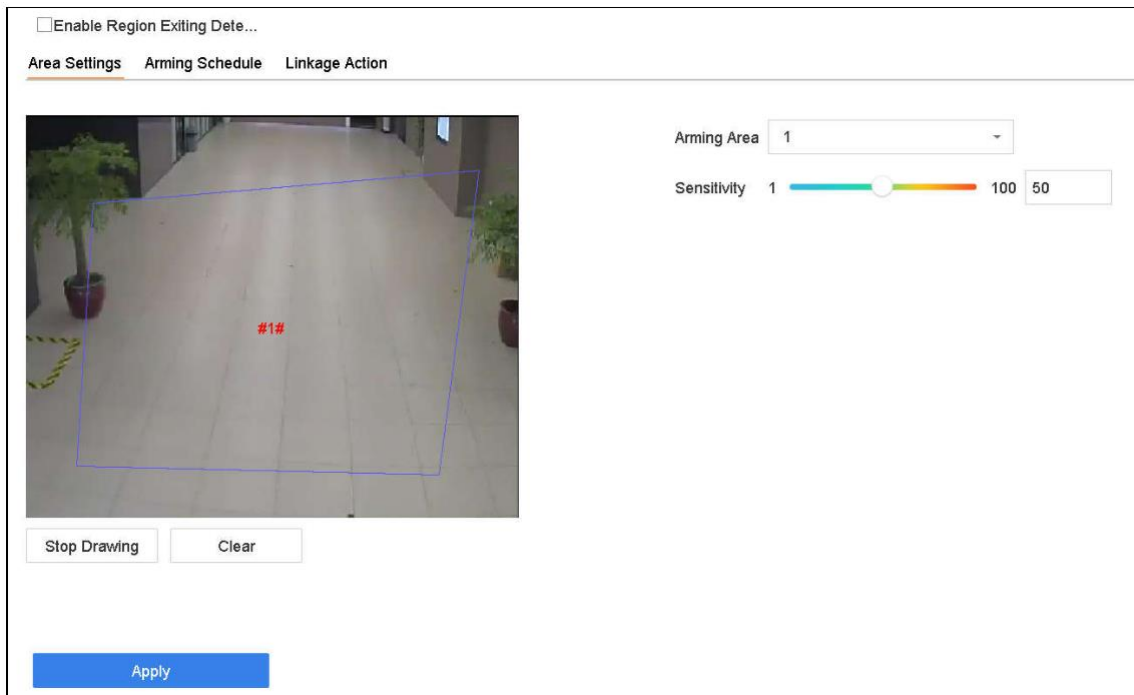 Enable Region Exiting Dete...
Area Settings Arming Schedule Linkage Action
Arming Area 1
Sensitivity 1 100 50
#1#
Stop Drawing Clear
Apply